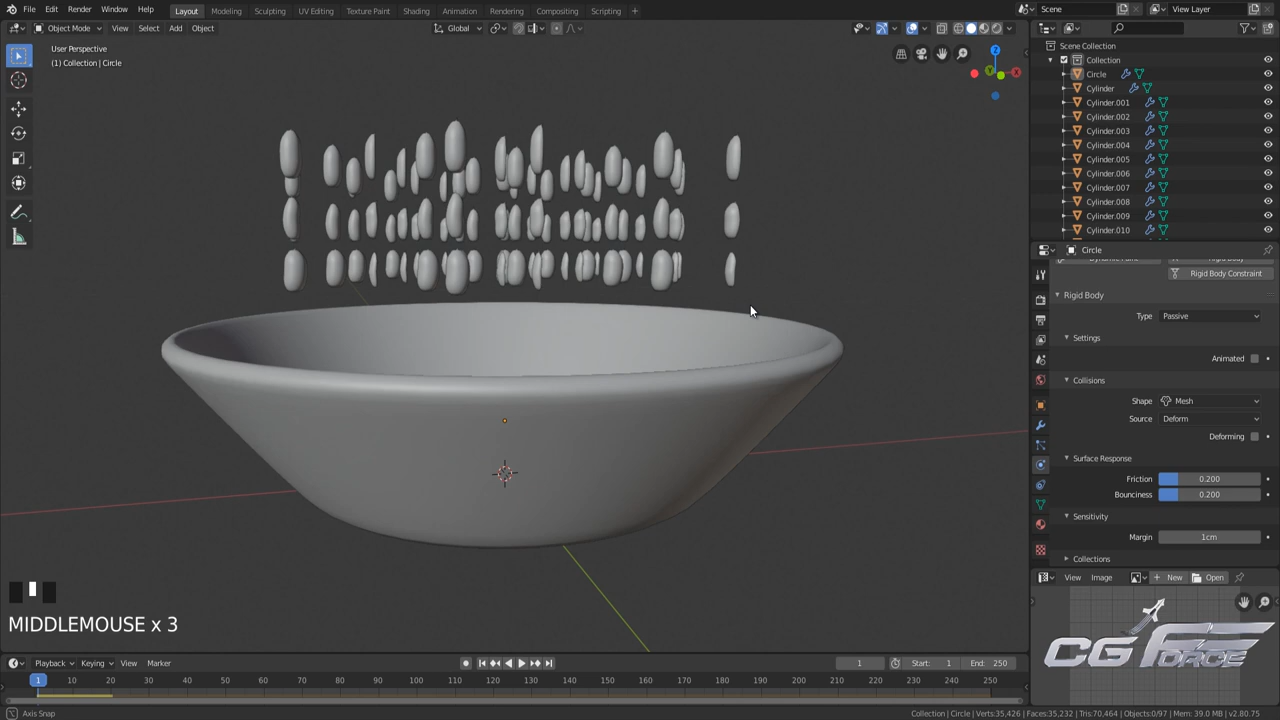 File Edit Render Window Help
Layout Modeling Sculpting UV Editing Texture Paint Shading Animation Rendering Compositing Scripting +
Scene View Layer
Object Mode View Select Add Object Global
User Perspective
(1) Collection | Circle
Z
X
Scene Collection
Collection
Circle
Cylinder
Cylinder.001
Cylinder.002
Cylinder.003
Cylinder.004
Cylinder.005
Cylinder.006
Cylinder.007
Cylinder.008
Cylinder.009
Cylinder.010
Circle
Rigid Body Constraint
Rigid Body
Type Passive
Settings
Animated
Collisions
Shape Mesh
Source Deform
Deforming
Surface Response
Friction 0.200
Bounciness 0.200
Sensitivity
Margin 1cm
Collections
View Image New Open
CG FORCE
MIDDLEMOUSE x 3
Playback Keying View Marker 1 Start: 1 End: 250
1 10 20 30 40 50 60 70 80 90 100 110 120 130 140 150 160 170 180 190 200 210 220 230 240 250
Axis Snap
Collection | Circle | Verts:35,426 | Faces:35,232 | Tris:70,464 | Objects:0/97 | Mem: 39.0 MB | v2.80.75